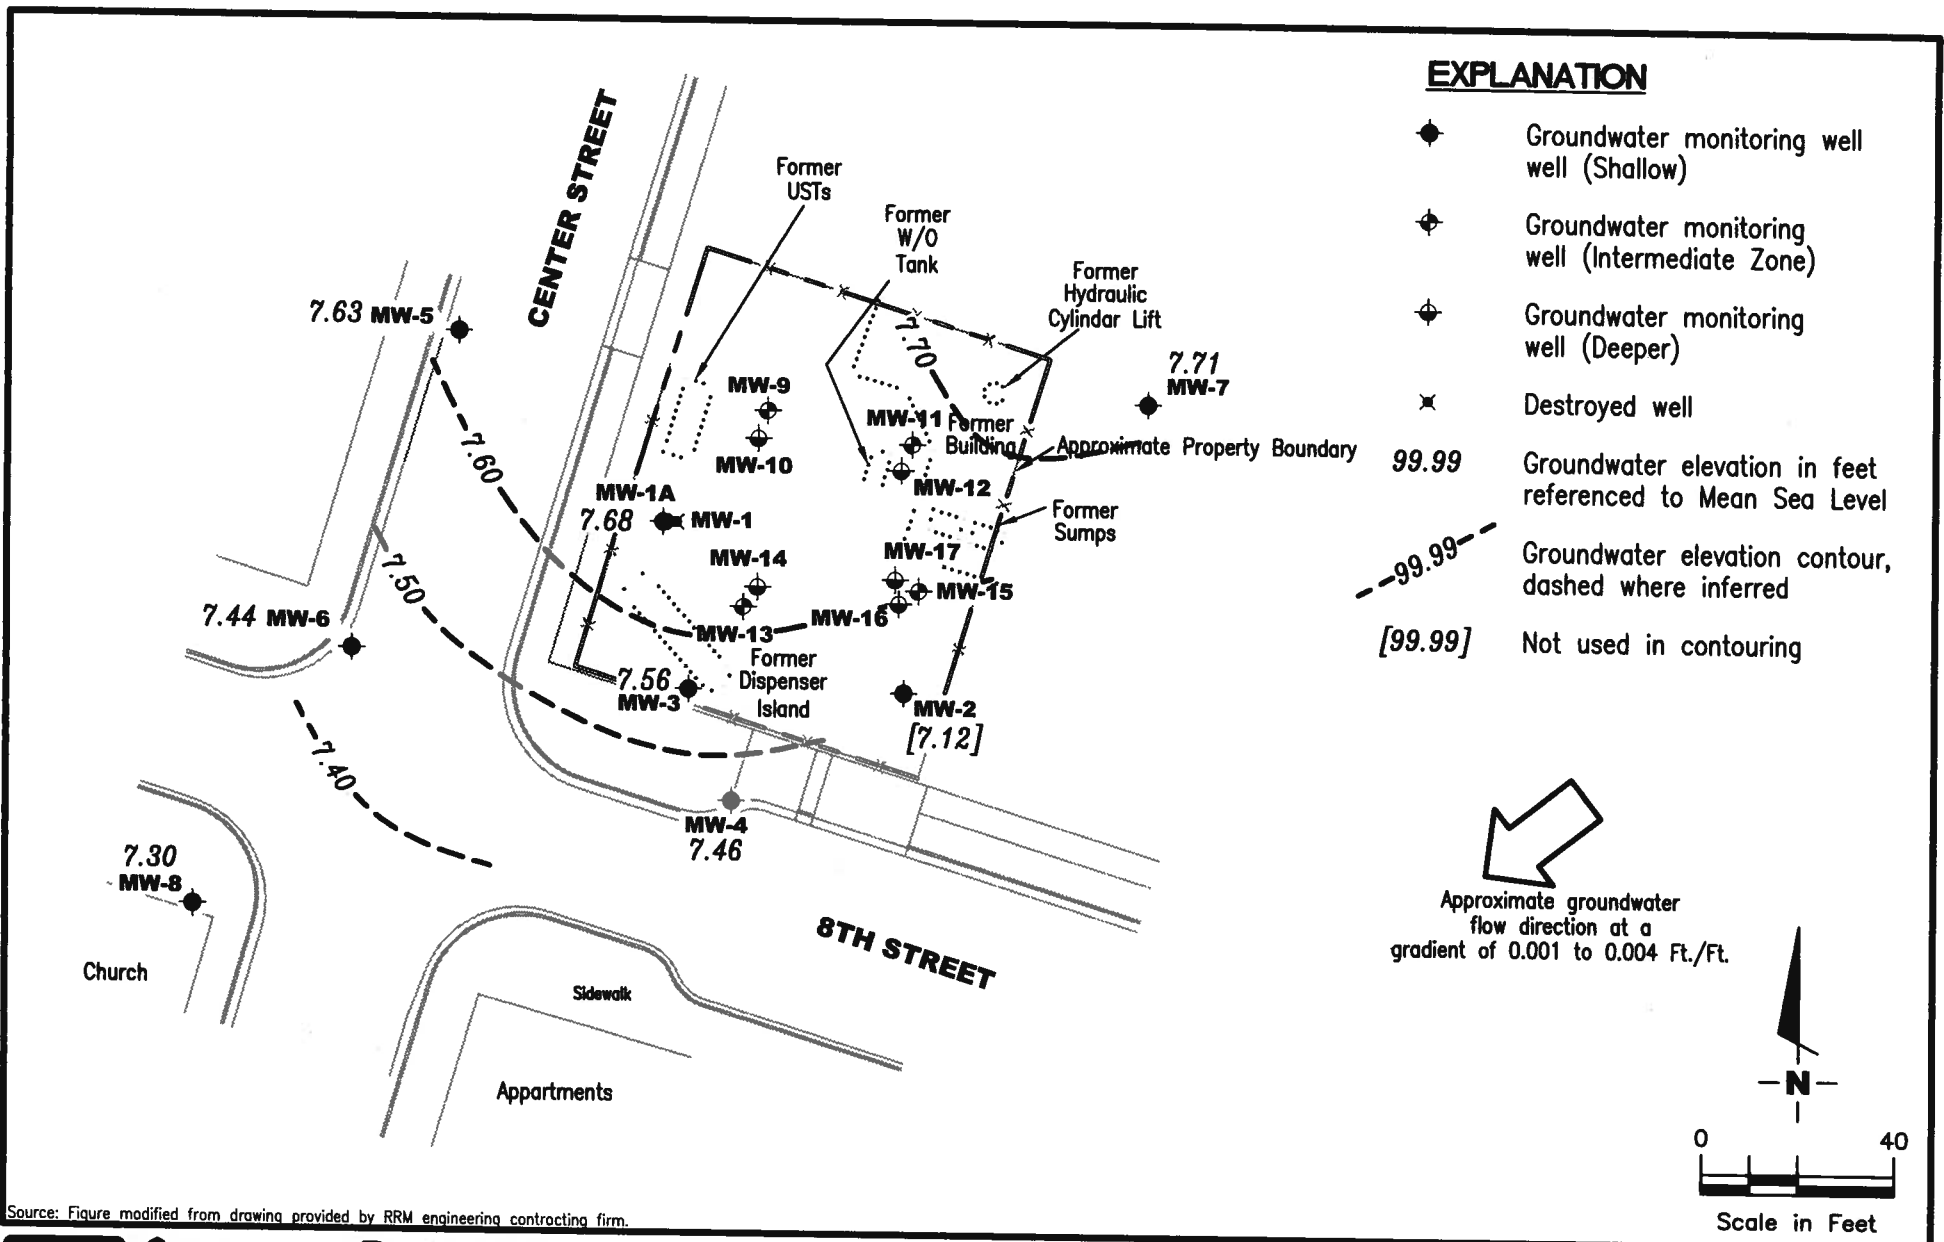 EXPLANATION
Groundwater monitoring well
well (Shallow)
Groundwater monitoring
well (Intermediate Zone)
Groundwater monitoring
well (Deeper)
Destroyed well
99.99
Groundwater elevation in feet
referenced to Mean Sea Level
99.99
Groundwater elevation contour,
dashed where inferred
[99.99]
Not used in contouring
CENTER STREET
Former
USTs
Former
W/O
Tank
Former
Hydraulic
Cylindar Lift
7.63 MW-5
7.70
7.71
MW-7
MW-9
MW-10
MW-11
Former
Building
Approximate Property Boundary
MW-12
7.60
MW-1A
7.68
MW-1
Former
Sumps
MW-14
MW-17
MW-15
MW-16
MW-13
7.50
7.44 MW-6
Former
Dispenser
Island
7.56
MW-3
MW-2
[7.12]
7.40
MW-4
7.46
7.30
MW-8
Church
8TH STREET
Sidewalk
Appartments
Approximate groundwater
flow direction at a
gradient of 0.001 to 0.004 Ft./Ft.
N
0 40
Scale in Feet
Source: Figure modified from drawing provided by RRM engineering contracting firm.